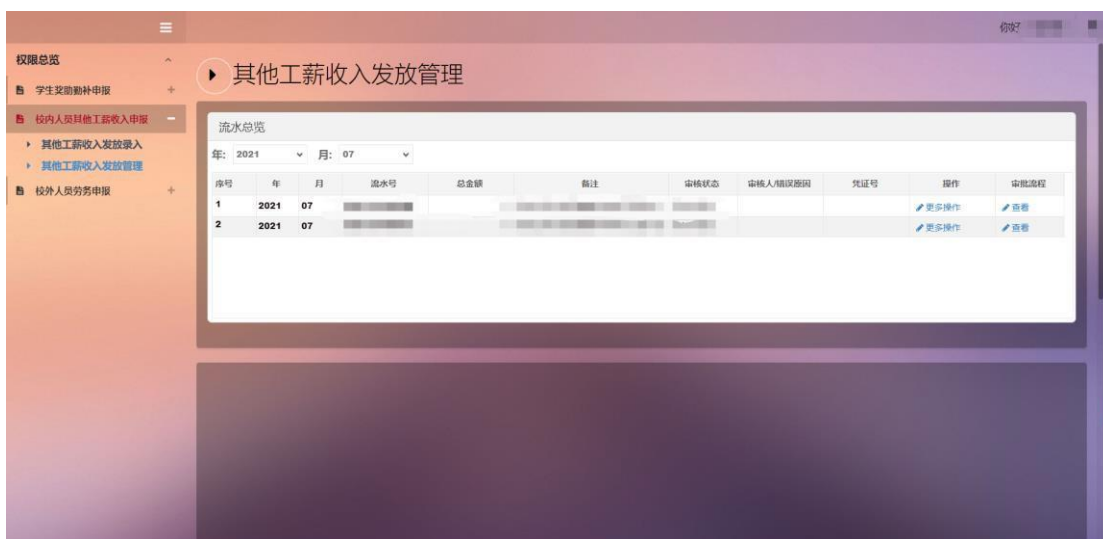 你好
权限总览
学生奖助勤补申报
校内人员其他工薪收入申报
其他工薪收入发放录入
其他工薪收入发放管理
校外人员劳务申报
其他工薪收入发放管理
流水总览
年: 2021 月: 07
序号 年 月 流水号 总金额 备注 审核状态 审核人/错误原因 凭证号 操作 审批流程
1 2021 07 更多操作 查看
2 2021 07 更多操作 查看